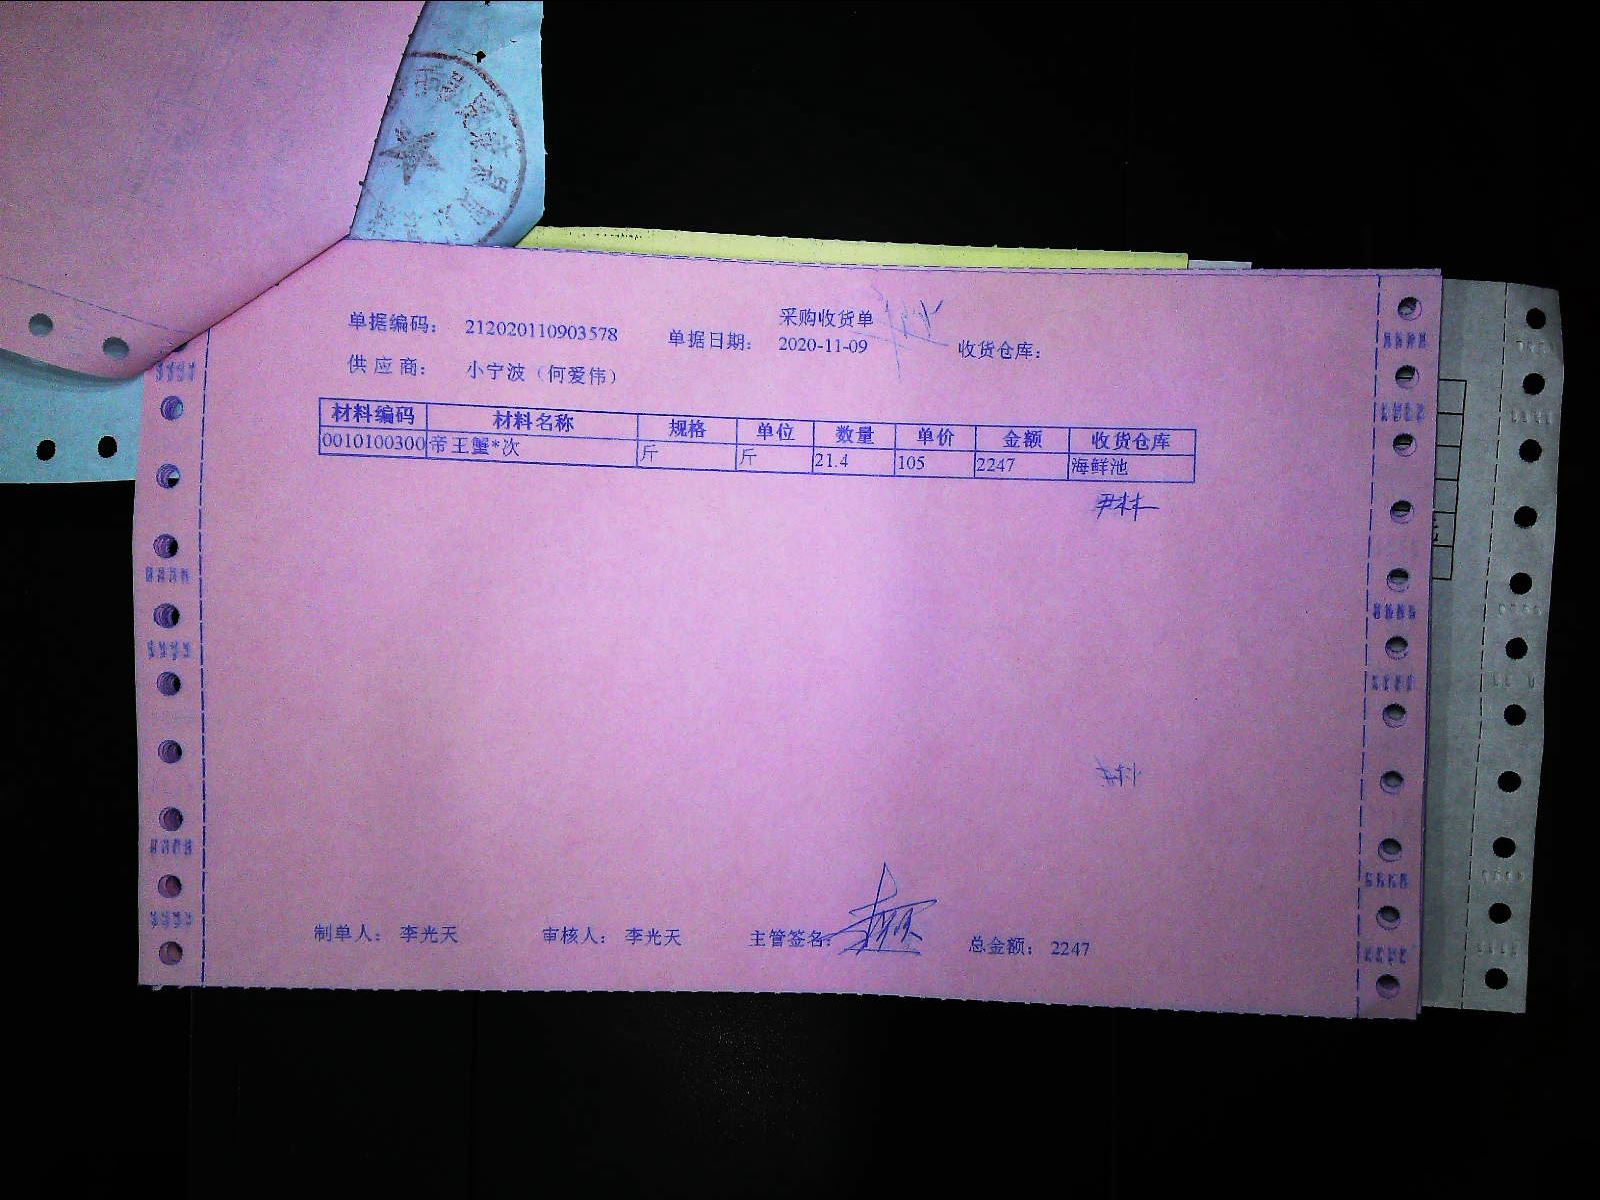 采购收货单
单据编码: 212020110903578 单据日期: 2020-11-09 收货仓库:
供应商: 小宁波（何爱伟）
材料编码 材料名称 规格 单位 数量 单价 金额 收货仓库
0010100300 帝王蟹*次 斤 斤 21.4 105 2247 海鲜池
尹林
制单人: 李光天 审核人: 李光天 主管签名: 总金额: 2247